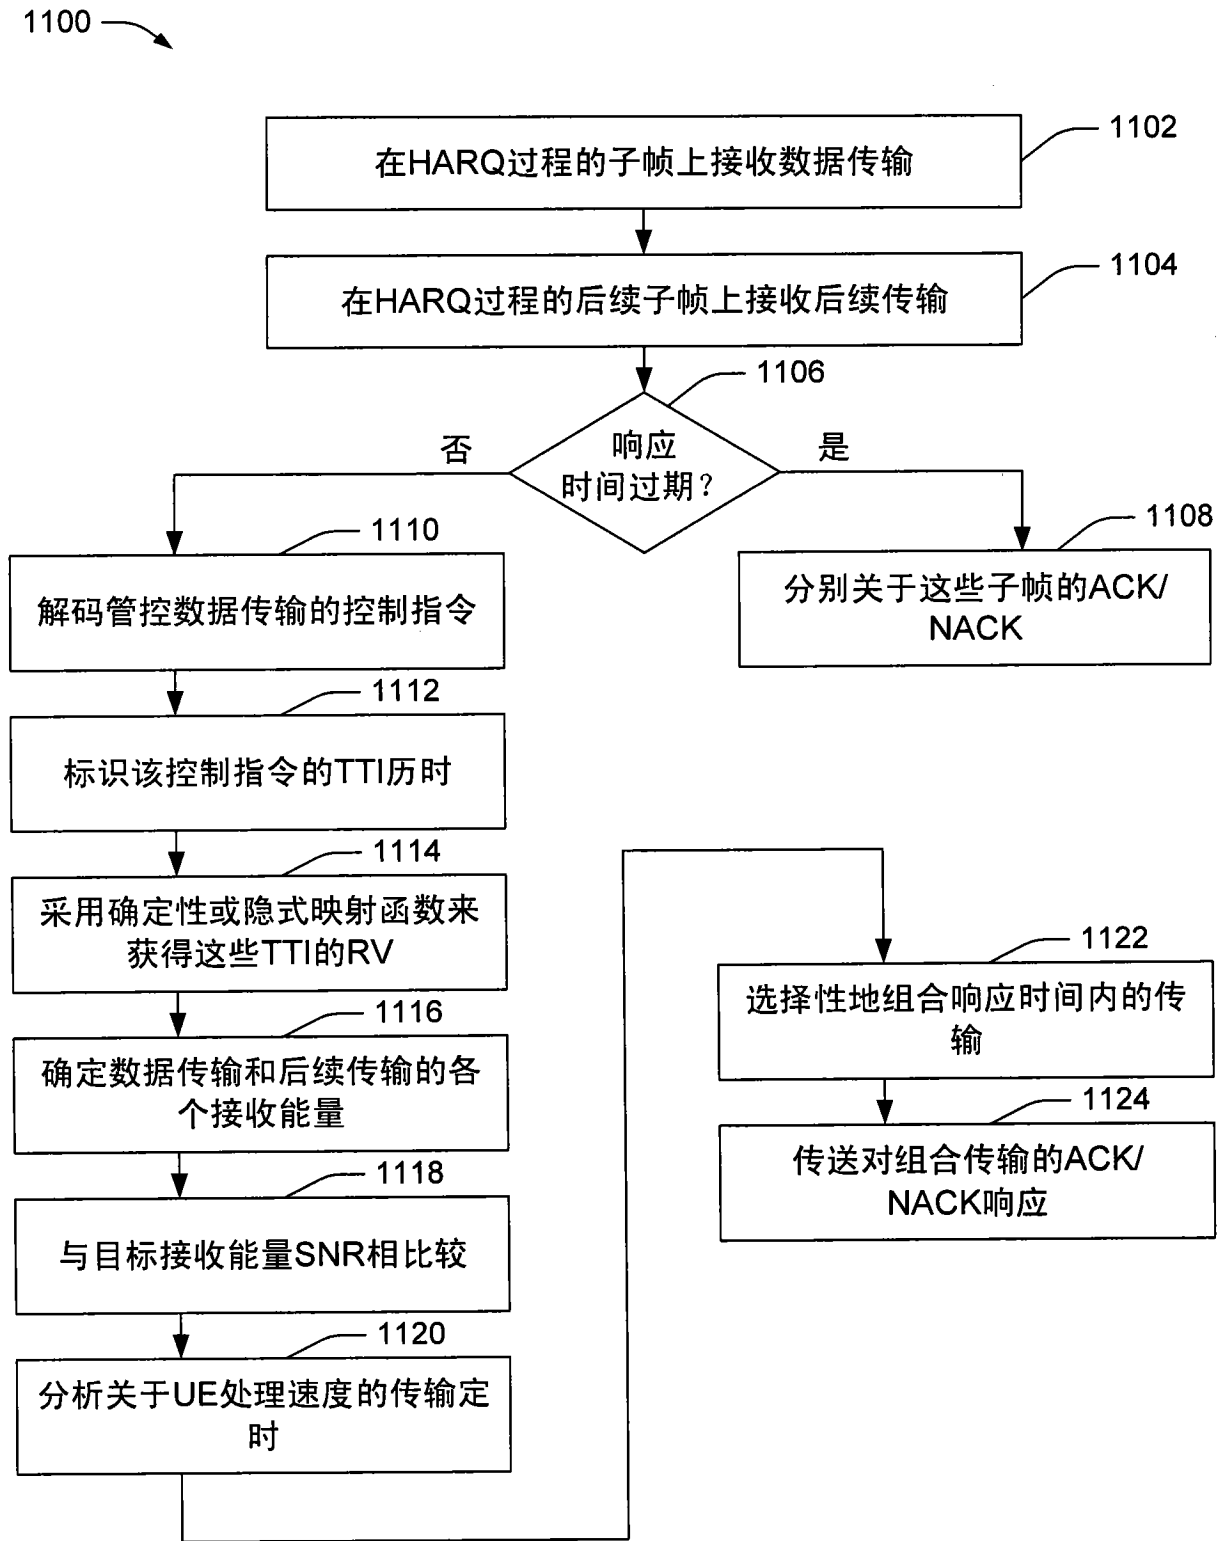 1100
1102
在HARQ过程的子帧上接收数据传输
1104
在HARQ过程的后续子帧上接收后续传输
1106
响应
时间过期?
否
是
1108
分别关于这些子帧的ACK/
NACK
1110
解码管控数据传输的控制指令
1112
标识该控制指令的TTI历时
1114
采用确定性或隐式映射函数来
获得这些TTI的RV
1116
确定数据传输和后续传输的各
个接收能量
1118
与目标接收能量SNR相比较
1120
分析关于UE处理速度的传输定
时
1122
选择性地组合响应时间内的传
输
1124
传送对组合传输的ACK/
NACK响应